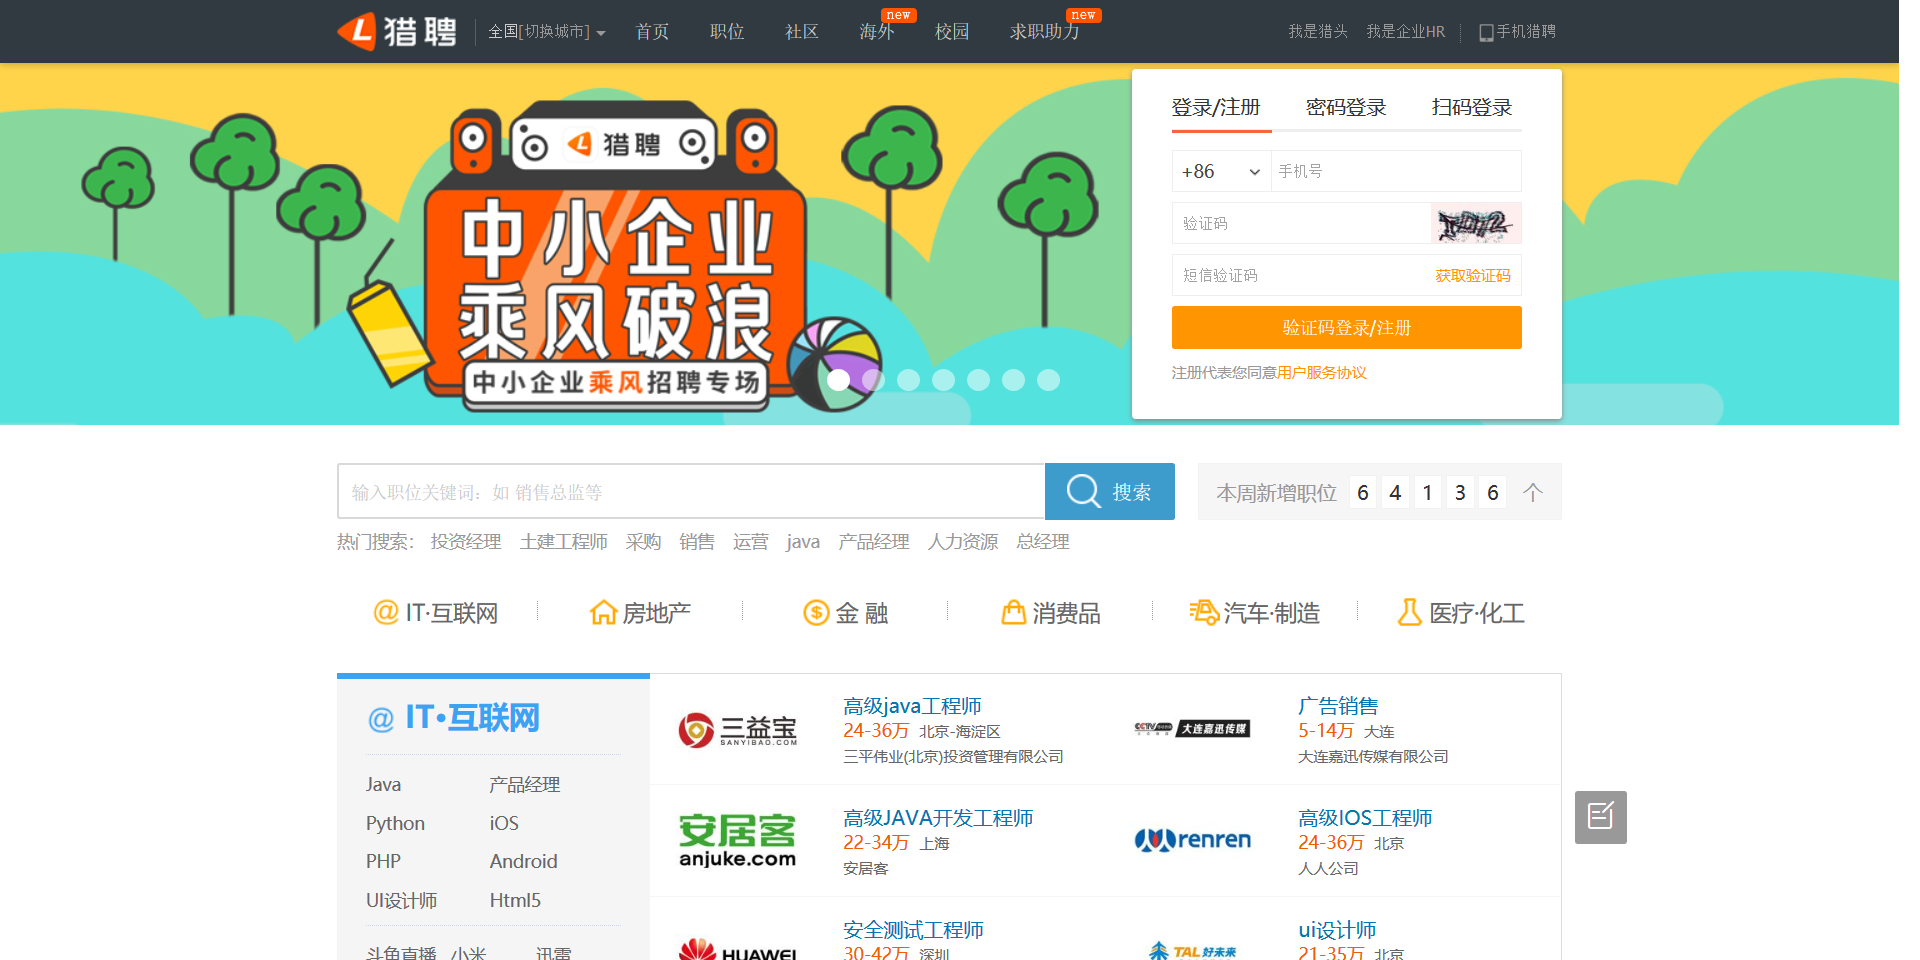 猎聘 全国[切换城市] 首页 职位 社区 海外 new 校园 求职助力 new 我是猎头 我是企业HR 手机猎聘
猎聘
中小企业
乘风破浪
中小企业乘风招聘专场
登录/注册 密码登录 扫码登录
+86 手机号
验证码
短信验证码 获取验证码
验证码登录/注册
注册代表您同意用户服务协议
输入职位关键词：如 销售总监等 搜索 本周新增职位 6 4 1 3 6 个
热门搜索： 投资经理 土建工程师 采购 销售 运营 java 产品经理 人力资源 总经理
@ IT·互联网 房地产 $ 金 融 消费品 汽车·制造 医疗·化工
@ IT·互联网
Java 产品经理
Python iOS
PHP Android
UI设计师 Html5
斗鱼直播 小米 迅雷
三益宝
SANYIBAO.COM
高级java工程师
24-36万 北京-海淀区
三平伟业(北京)投资管理有限公司
CCTV 大连嘉迅传媒
广告销售
5-14万 大连
大连嘉迅传媒有限公司
安居客
anjuke.com
高级JAVA开发工程师
22-34万 上海
安居客
renren
高级IOS工程师
24-36万 北京
人人公司
HUAWEI
安全测试工程师
30-42万 深圳
TAL好未来
ui设计师
21-35万 北京